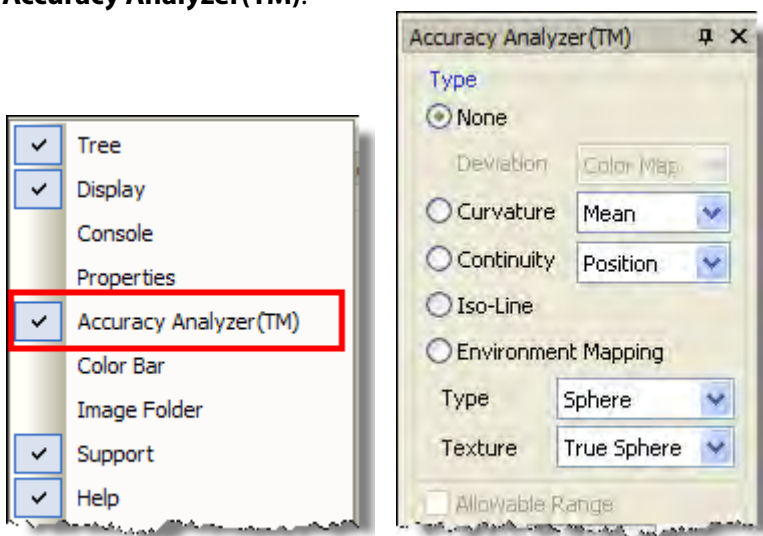 Accuracy Analyzer(TM).
Tree
Display
Console
Properties
Accuracy Analyzer(TM)
Color Bar
Image Folder
Support
Help
Accuracy Analyzer(TM)
Type
None
Deviation Color Map
Curvature Mean
Continuity Position
Iso-Line
Environment Mapping
Type Sphere
Texture True Sphere
Allowable Range